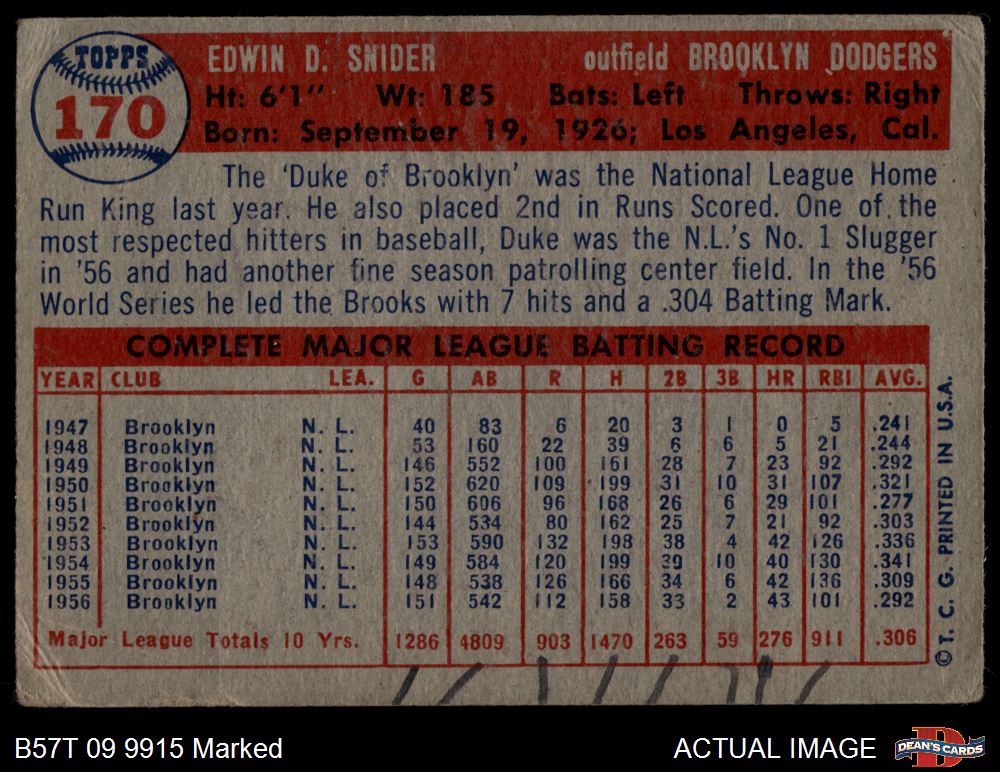 TOPPS
170
EDWIN D. SNIDER outfield BROOKLYN DODGERS
Ht: 6'1" Wt: 185 Bats: Left Throws: Right
Born: September 19, 1926; Los Angeles, Cal.
The 'Duke of Brooklyn' was the National League Home
Run King last year. He also placed 2nd in Runs Scored. One of the
most respected hitters in baseball, Duke was the N.L.'s No. 1 Slugger
in '56 and had another fine season patrolling center field. In the '56
World Series he led the Brooks with 7 hits and a .304 Batting Mark.
COMPLETE MAJOR LEAGUE BATTING RECORD
YEAR CLUB LEA. G AB R H 2B 3B HR RBI AVG.
1947 Brooklyn N. L. 40 83 6 20 3 1 0 5 .241
1948 Brooklyn N. L. 53 160 22 39 6 6 5 21 .244
1949 Brooklyn N. L. 146 552 100 161 28 7 23 92 .292
1950 Brooklyn N. L. 152 620 109 199 31 10 31 107 .321
1951 Brooklyn N. L. 150 606 96 168 26 6 29 101 .277
1952 Brooklyn N. L. 144 534 80 162 25 7 21 92 .303
1953 Brooklyn N. L. 153 590 132 198 38 4 42 126 .336
1954 Brooklyn N. L. 149 584 120 199 39 10 40 130 .341
1955 Brooklyn N. L. 148 538 126 166 34 6 42 136 .309
1956 Brooklyn N. L. 151 542 112 158 33 2 43 101 .292
Major League Totals 10 Yrs. 1286 4809 903 1470 263 59 276 911 .306
© T. C. G. PRINTED IN U.S.A.
B57T 09 9915 Marked ACTUAL IMAGE DEAN'S CARDS